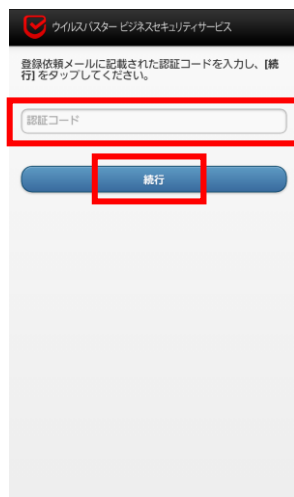 ウイルスバスター ビジネスセキュリティサービス
登録依頼メールに記載された認証コードを入力し、[続
行] をタップしてください。
認証コード
続行